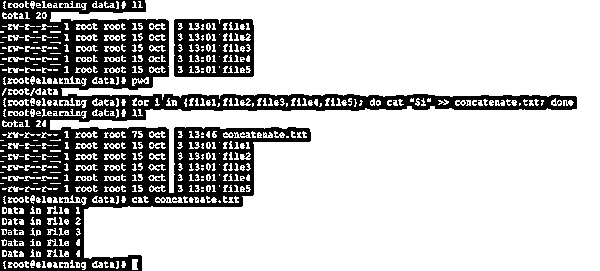 [root@elearning data]# ll
total 20
-rw-r--r-- 1 root root 15 Oct  3 13:01 file1
-rw-r--r-- 1 root root 15 Oct  3 13:01 file2
-rw-r--r-- 1 root root 15 Oct  3 13:01 file3
-rw-r--r-- 1 root root 15 Oct  3 13:01 file4
-rw-r--r-- 1 root root 15 Oct  3 13:01 file5
[root@elearning data]# pwd
/root/data
[root@elearning data]# for i in {file1,file2,file3,file4,file5}; do cat "$i" >> concatenate.txt; done
[root@elearning data]# ll
total 24
-rw-r--r-- 1 root root 75 Oct  3 13:46 concatenate.txt
-rw-r--r-- 1 root root 15 Oct  3 13:01 file1
-rw-r--r-- 1 root root 15 Oct  3 13:01 file2
-rw-r--r-- 1 root root 15 Oct  3 13:01 file3
-rw-r--r-- 1 root root 15 Oct  3 13:01 file4
-rw-r--r-- 1 root root 15 Oct  3 13:01 file5
[root@elearning data]# cat concatenate.txt
Data in File 1
Data in File 2
Data in File 3
Data in File 4
Data in File 4
[root@elearning data]#